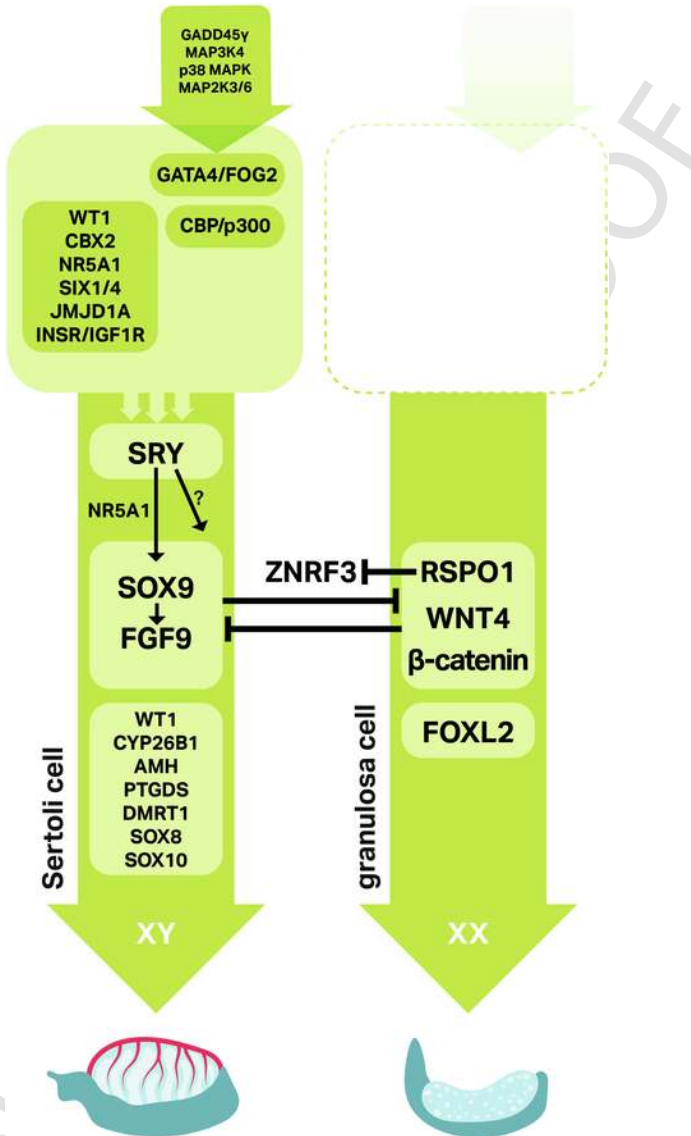 GADD45γ
MAP3K4
p38 MAPK
MAP2K3/6
GATA4/FOG2
CBP/p300
WT1
CBX2
NR5A1
SIX1/4
JMJD1A
INSR/IGF1R
SRY
NR5A1
?
SOX9
FGF9
ZNRF3
RSPO1
WNT4
β-catenin
FOXL2
WT1
CYP26B1
AMH
PTGDS
DMRT1
SOX8
SOX10
Sertoli cell
granulosa cell
XY
XX
OF